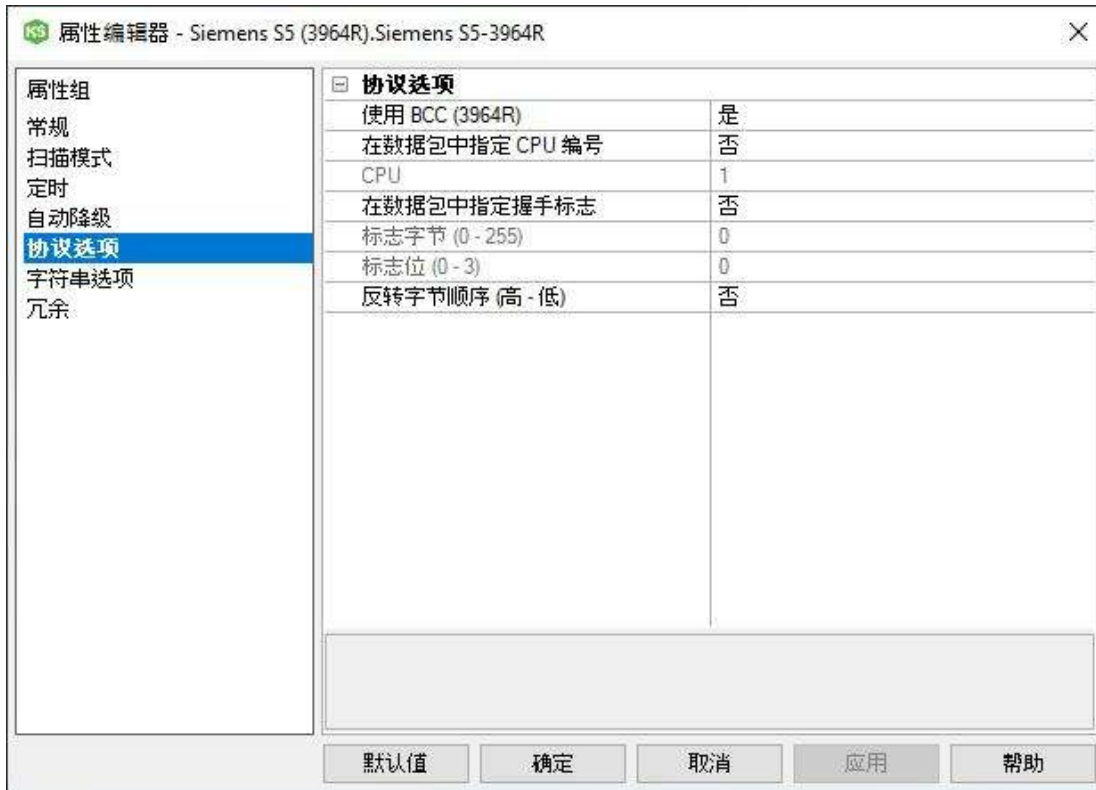 KS 属性编辑器 - Siemens S5 (3964R).Siemens S5-3964R
属性组
常规
扫描模式
定时
自动降级
协议选项
字符串选项
冗余
协议选项
使用 BCC (3964R) 是
在数据包中指定 CPU 编号 否
CPU 1
在数据包中指定握手标志 否
标志字节 (0 - 255) 0
标志位 (0 - 3) 0
反转字节顺序 (高 - 低) 否
默认值 确定 取消 应用 帮助